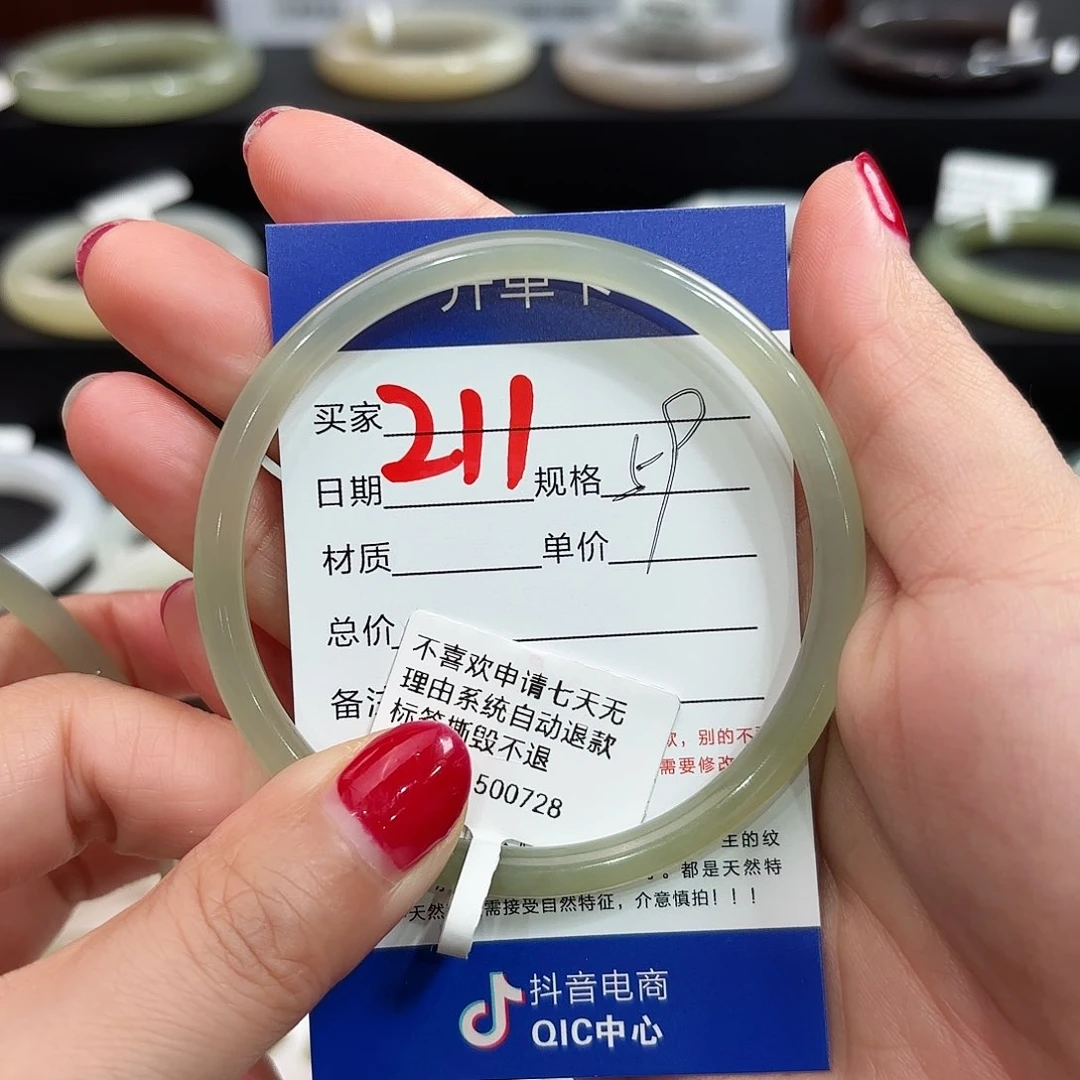 开单卡
买家 211
日期 规格 58
材质 单价
总价
不喜欢申请七天无
理由系统自动退款
标签撕毁不退
500728
款，别的不
需要修改
的纹
。都是天然特
天然 需接受自然特征，介意慎拍！！！
抖音电商
QIC中心